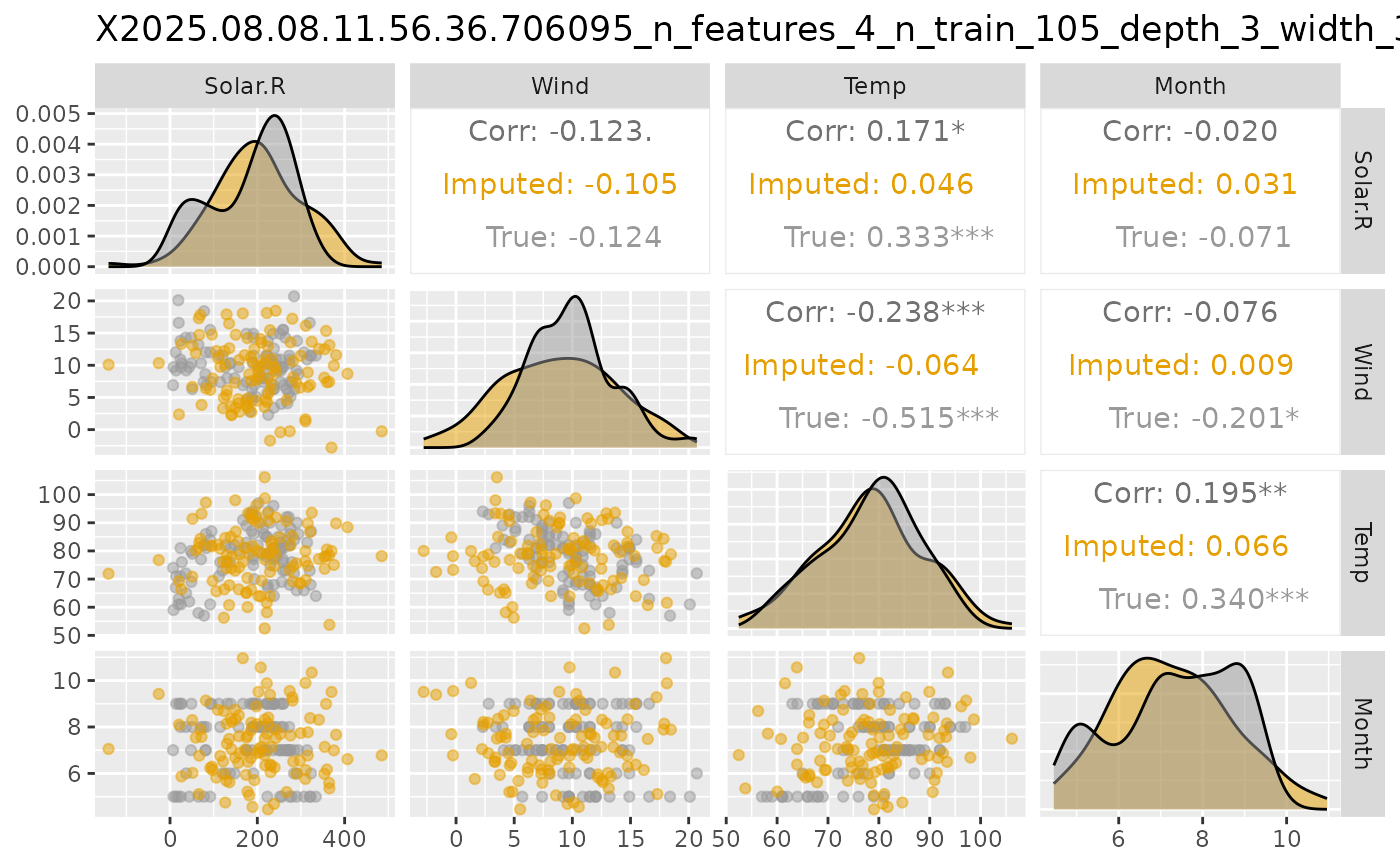 X2025.08.08.11.56.36.706095_n_features_4_n_train_105_depth_3_width_3
Solar.R Wind Temp Month
0.005
0.004
0.003
0.002
0.001
0.000
Corr: -0.123. Corr: 0.171* Corr: -0.020
Imputed: -0.105 Imputed: 0.046 Imputed: 0.031
True: -0.124 True: 0.333*** True: -0.071
Solar.R
20
15
10
5
0
Corr: -0.238*** Corr: -0.076
Imputed: -0.064 Imputed: 0.009
True: -0.515*** True: -0.201*
Wind
100
90
80
70
60
50
Corr: 0.195**
Imputed: 0.066
True: 0.340***
Temp
10
8
6
Month
0 200 400 0 5 10 15 20 50 60 70 80 90 100 6 8 10